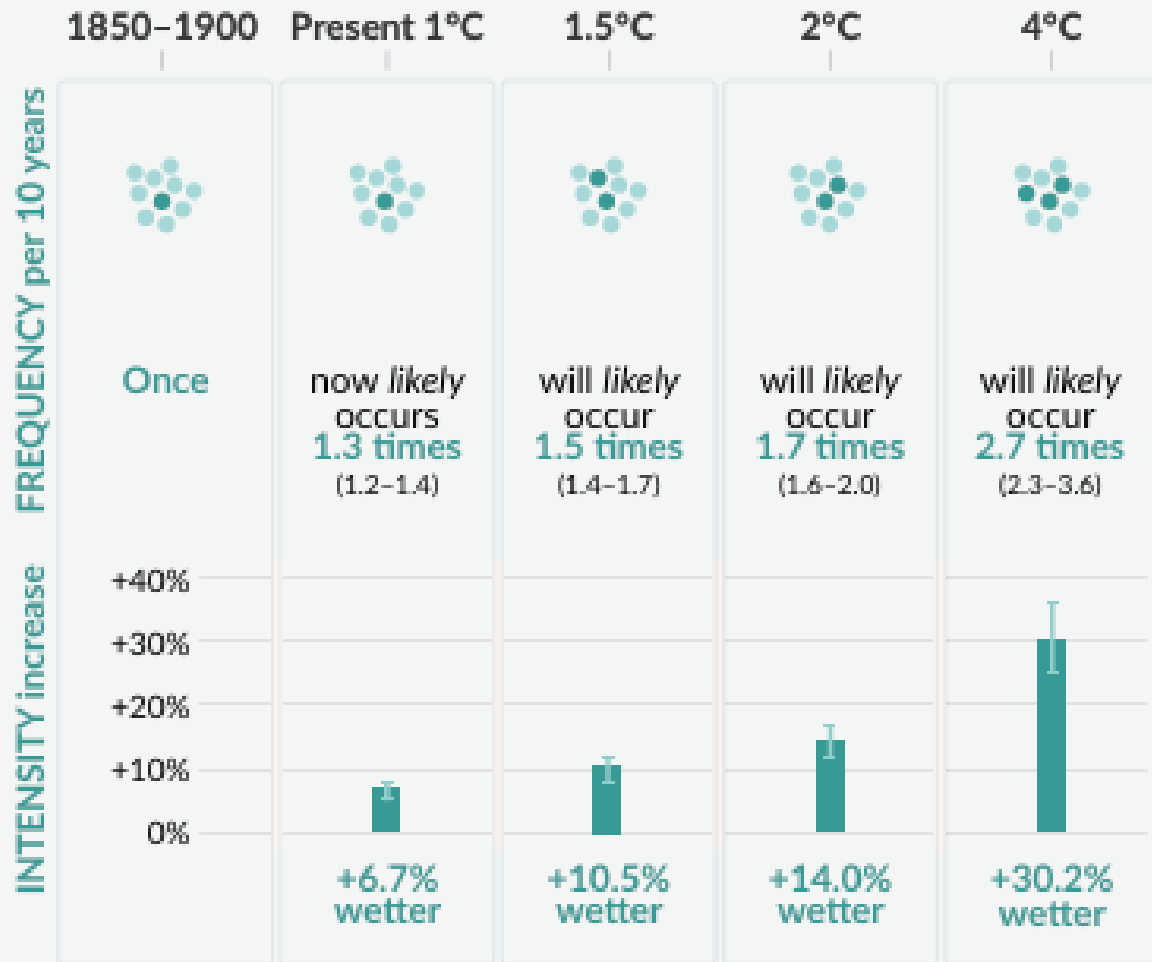 1850–1900
Present 1°C
1.5°C
2°C
4°C
FREQUENCY per 10 years
Once
now likely
occurs
1.3 times
(1.2–1.4)
will likely
occur
1.5 times
(1.4–1.7)
will likely
occur
1.7 times
(1.6–2.0)
will likely
occur
2.7 times
(2.3–3.6)
INTENSITY increase
+40%
+30%
+20%
+10%
0%
+6.7%
wetter
+10.5%
wetter
+14.0%
wetter
+30.2%
wetter